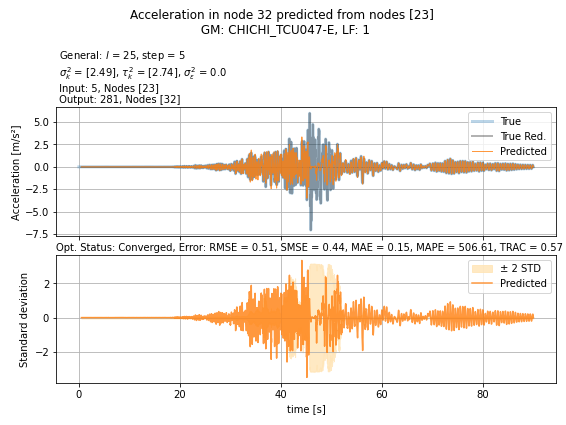 Acceleration in node 32 predicted from nodes [23]
GM: CHICHI_TCU047-E, LF: 1
General: l = 25, step = 5
σ²ₖ = [2.49], τ²ₖ = [2.74], σ²ε = 0.0
Input: 5, Nodes [23]
Output: 281, Nodes [32]
Acceleration [m/s²]
5.0
2.5
0.0
−2.5
−5.0
−7.5
True
True Red.
Predicted
Opt. Status: Converged, Error: RMSE = 0.51, SMSE = 0.44, MAE = 0.15, MAPE = 506.61, TRAC = 0.57
Standard deviation
2
0
−2
± 2 STD
Predicted
0 20 40 60 80
time [s]